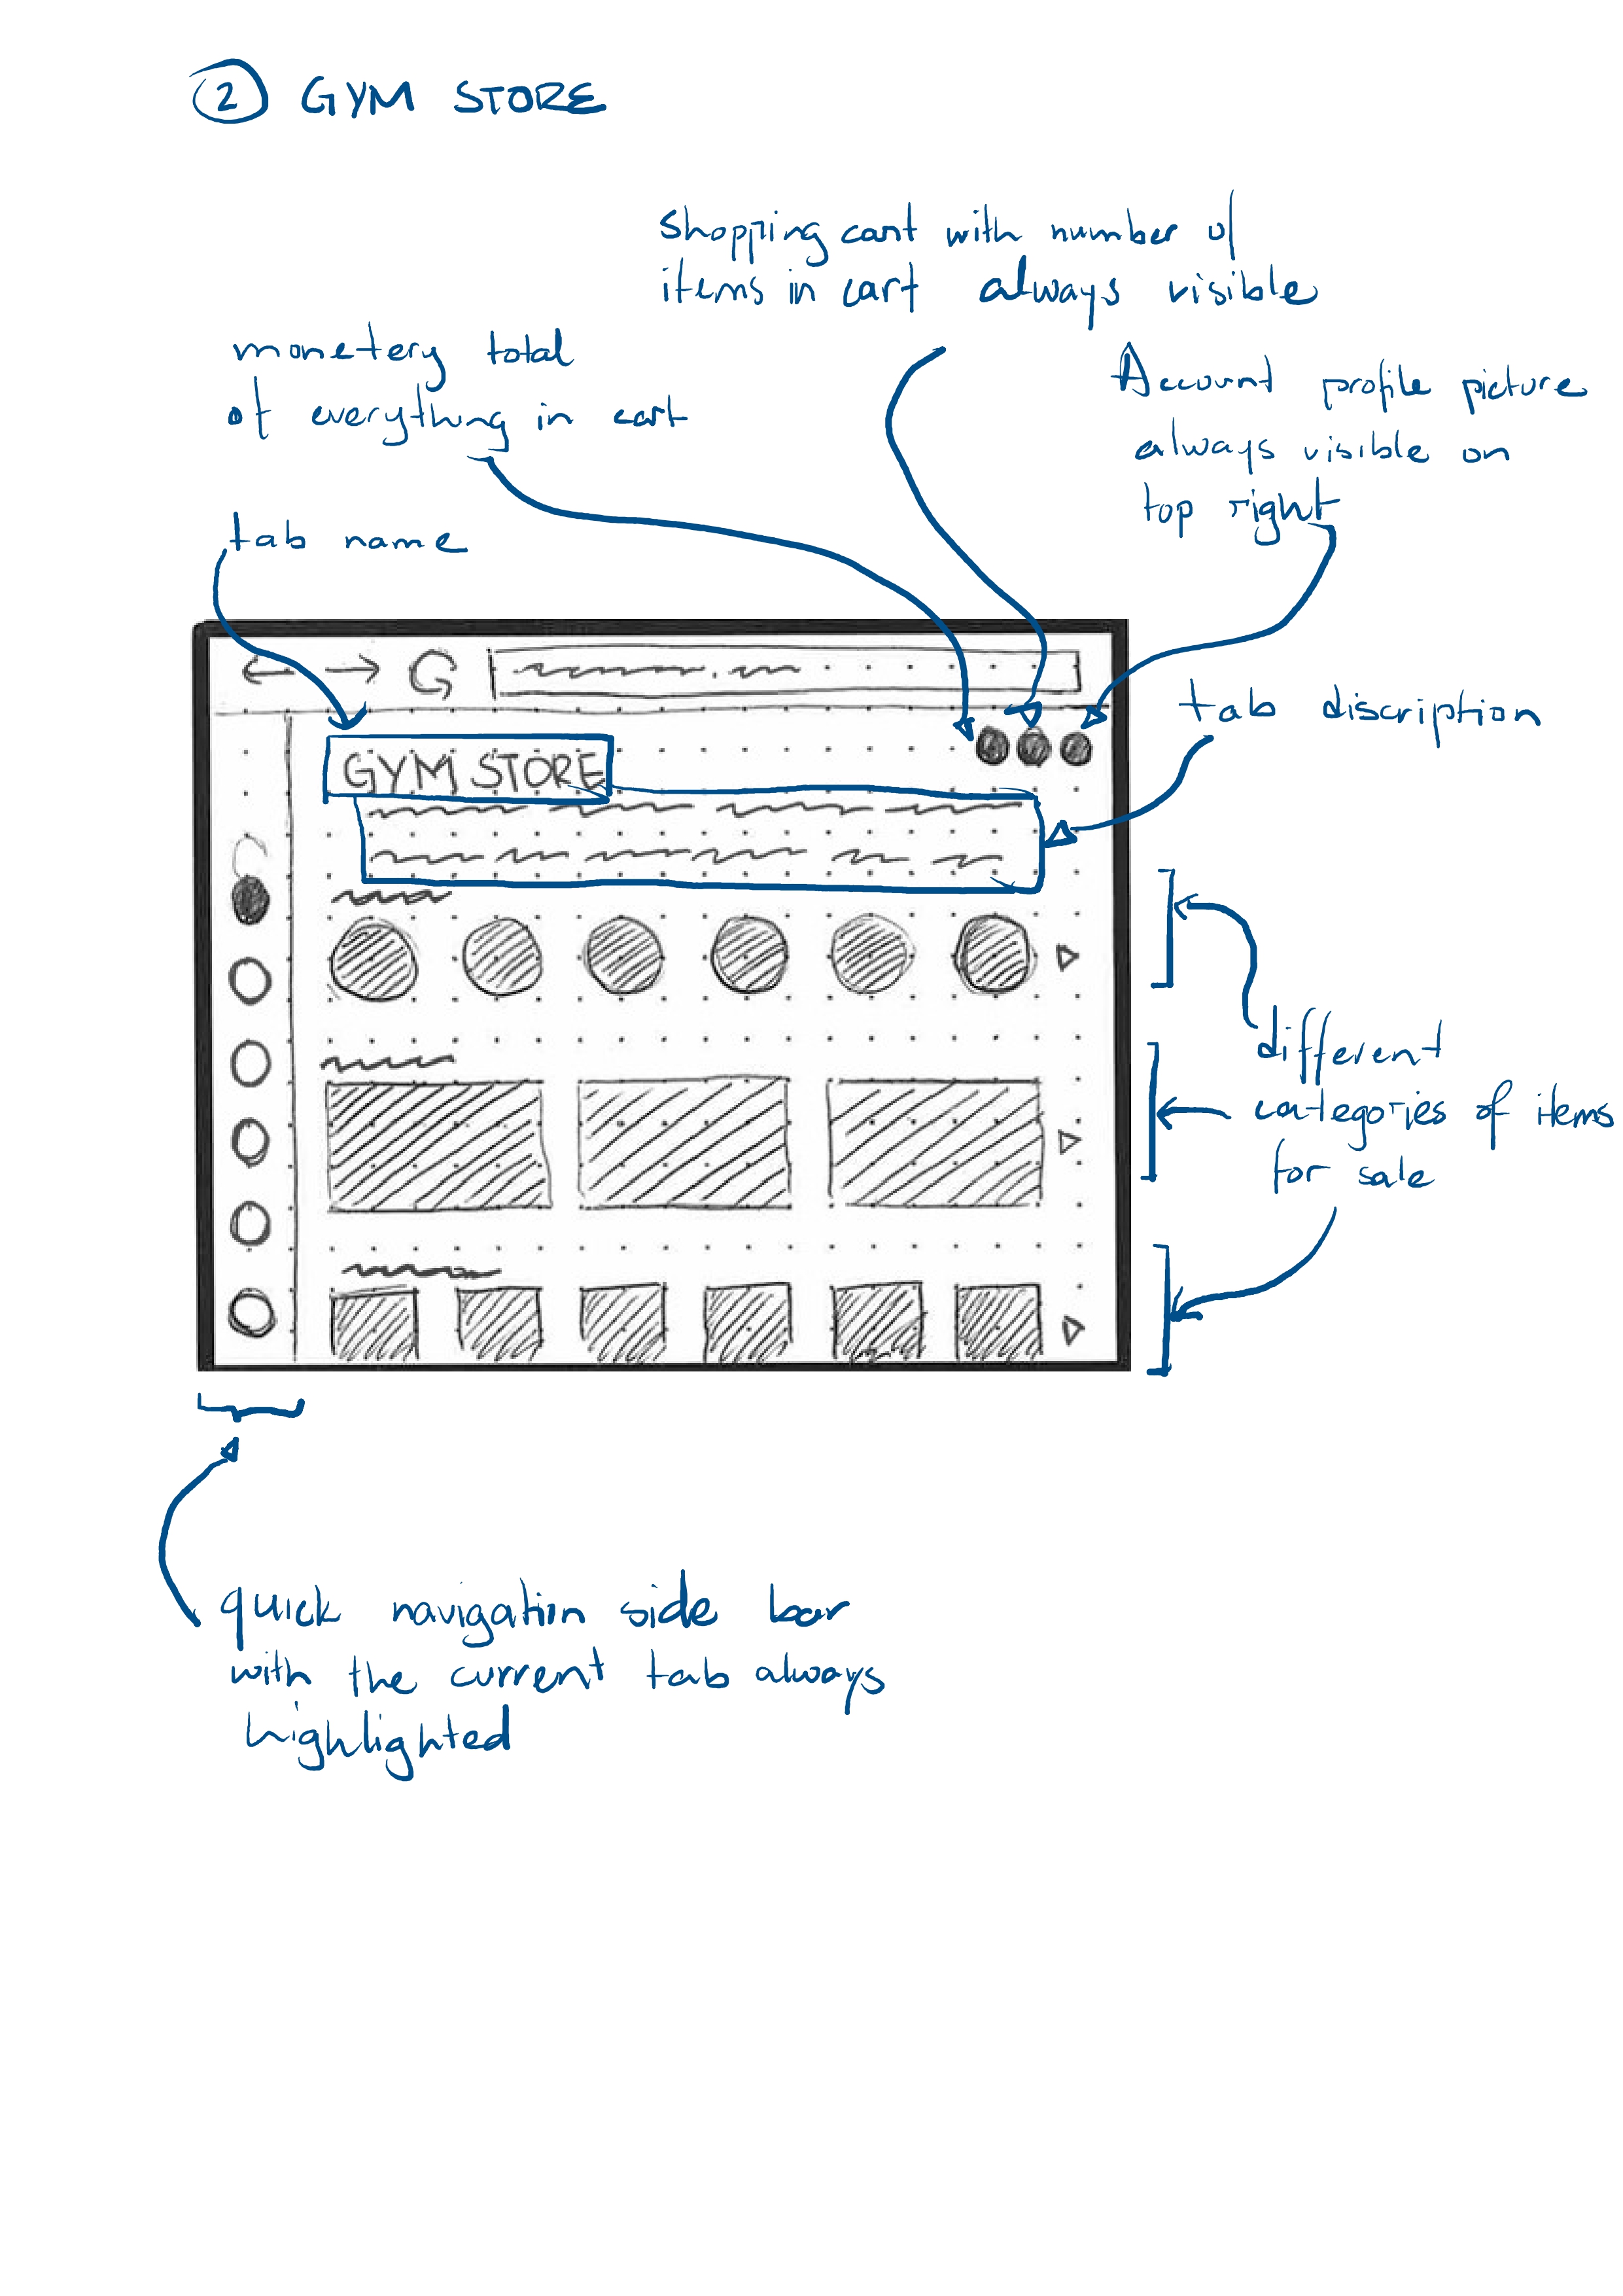 2 GYM STORE
shopping cart with number of
items in cart always visible
monetery total
of everything in cart
Account profile picture
always visible on
top right
tab name
tab discription
GYM STORE
different
categories of items
for sale
quick navigation side bar
with the current tab always
highlighted